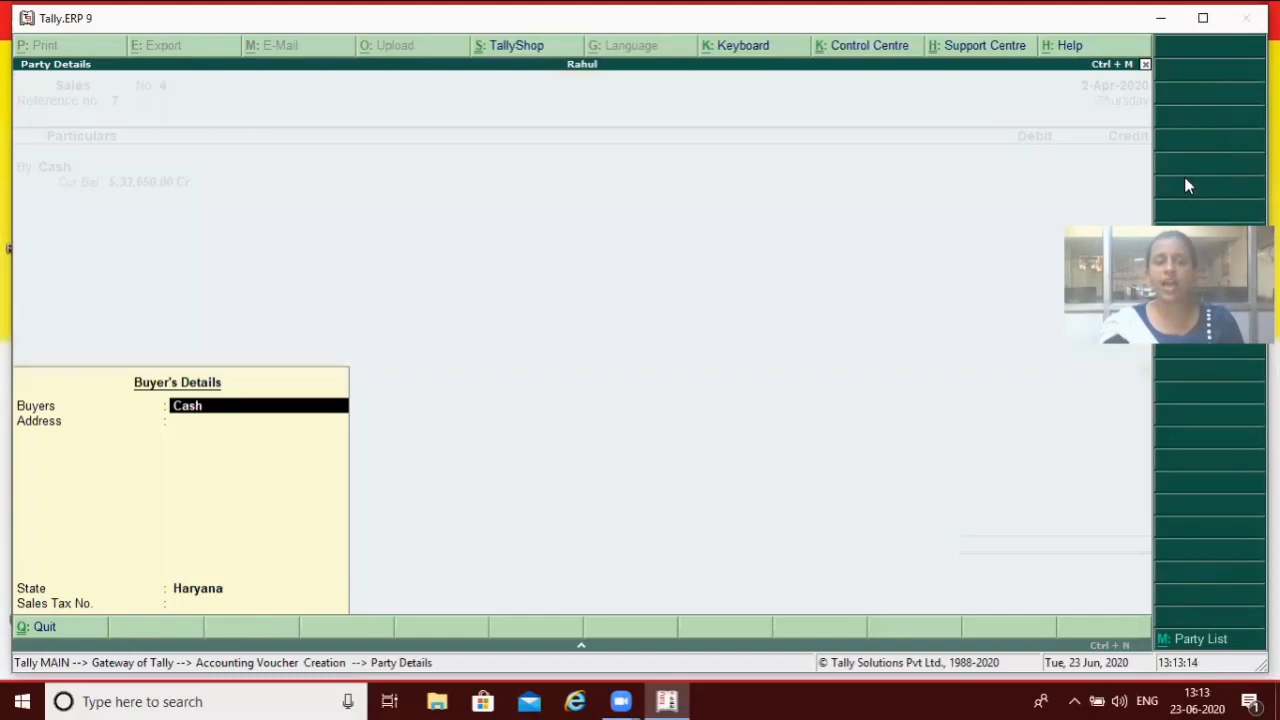 Tally.ERP 9
P: Print E: Export M: E-Mail O: Upload S: TallyShop G: Language K: Keyboard K: Control Centre H: Support Centre H: Help
Party Details Rahul Ctrl + M
Sales No 4 2-Apr-2020
Reference no. 7 Thursday
Particulars Debit Credit
By Cash
Cur Bal: 5,33,650.00 Cr
Buyer's Details
Buyers : Cash
Address :
State : Haryana
Sales Tax No. :
Q: Quit
M: Party List
Ctrl + N
Tally MAIN --> Gateway of Tally --> Accounting Voucher Creation --> Party Details © Tally Solutions Pvt Ltd., 1988-2020 Tue, 23 Jun, 2020 13:13:14
Type here to search ENG 13:13
23-06-2020 1